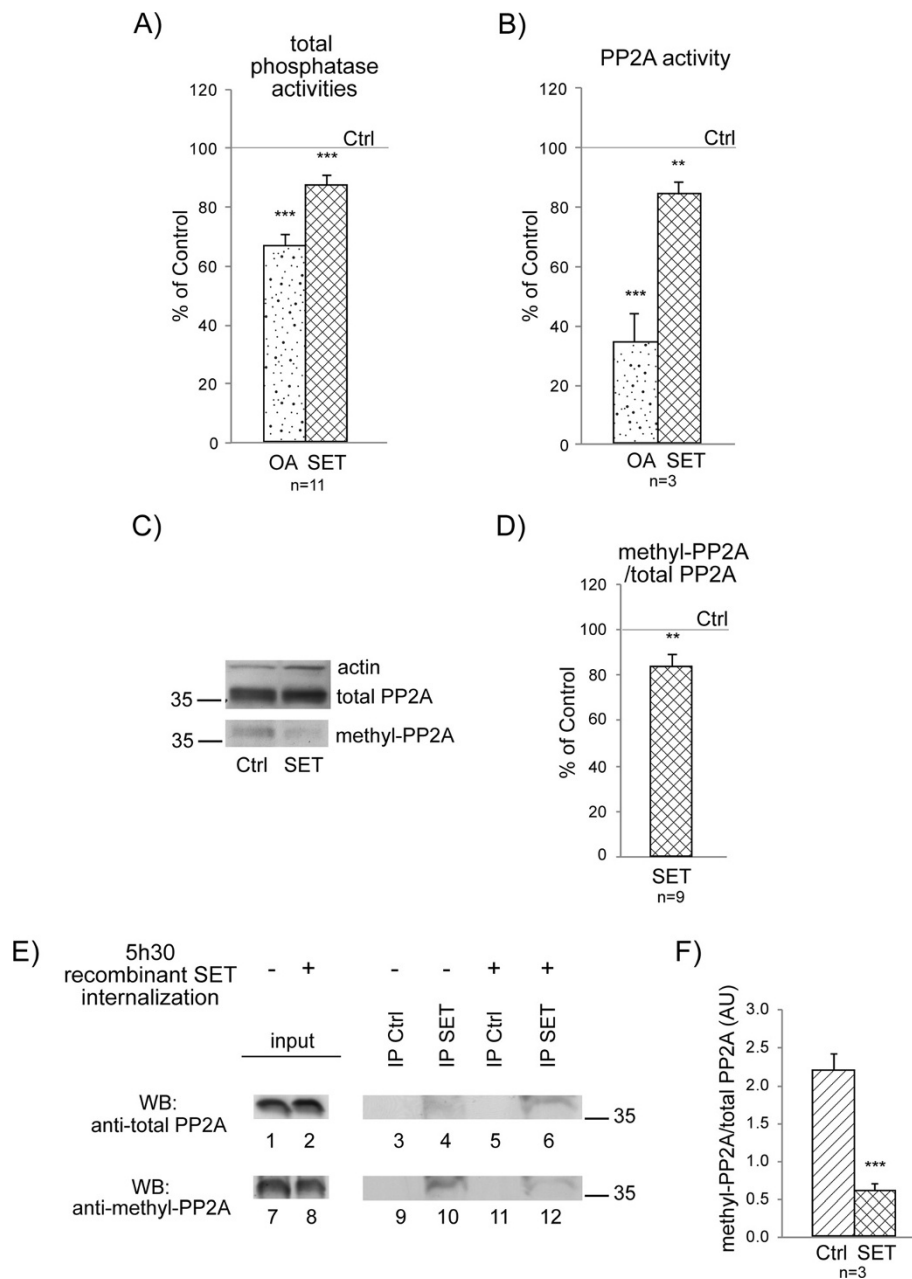 A)
total
phosphatase
activities
120
100
80
60
40
20
0
% of Control
Ctrl
***
***
OA SET
n=11
B)
PP2A activity
120
100
80
60
40
20
0
% of Control
Ctrl
***
**
OA SET
n=3
C)
actin
35
total PP2A
35
methyl-PP2A
Ctrl SET
D)
methyl-PP2A
/total PP2A
120
100
80
60
40
20
0
% of Control
Ctrl
**
SET
n=9
E)
5h30
recombinant SET
internalization
- + - - + +
input
IP Ctrl
IP SET
IP Ctrl
IP SET
WB:
anti-total PP2A
35
1 2 3 4 5 6
WB:
anti-methyl-PP2A
35
7 8 9 10 11 12
F)
methyl-PP2A/total PP2A (AU)
3.0
2.5
2.0
1.5
1.0
0.5
0.0
***
Ctrl SET
n=3